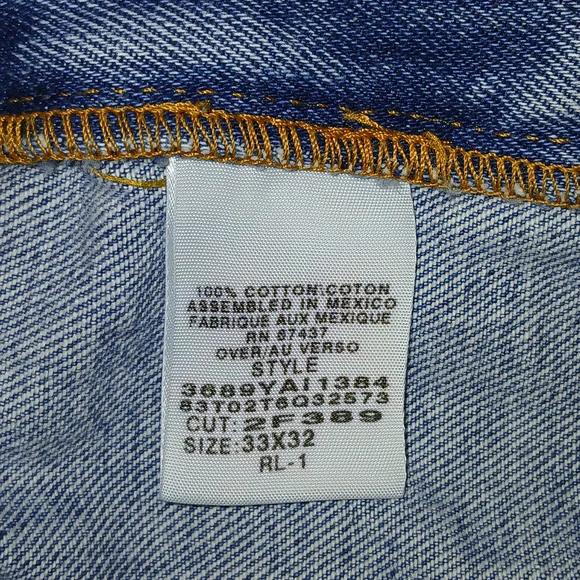 100% COTTON/COTON
ASSEMBLED IN MEXICO
FABRIQUE AUX MEXIQUE
RN 67437
OVER/AU VERSO
STYLE
3689YAI1384
83T02T6Q32573
CUT: 2F389
SIZE: 33X32
RL-1